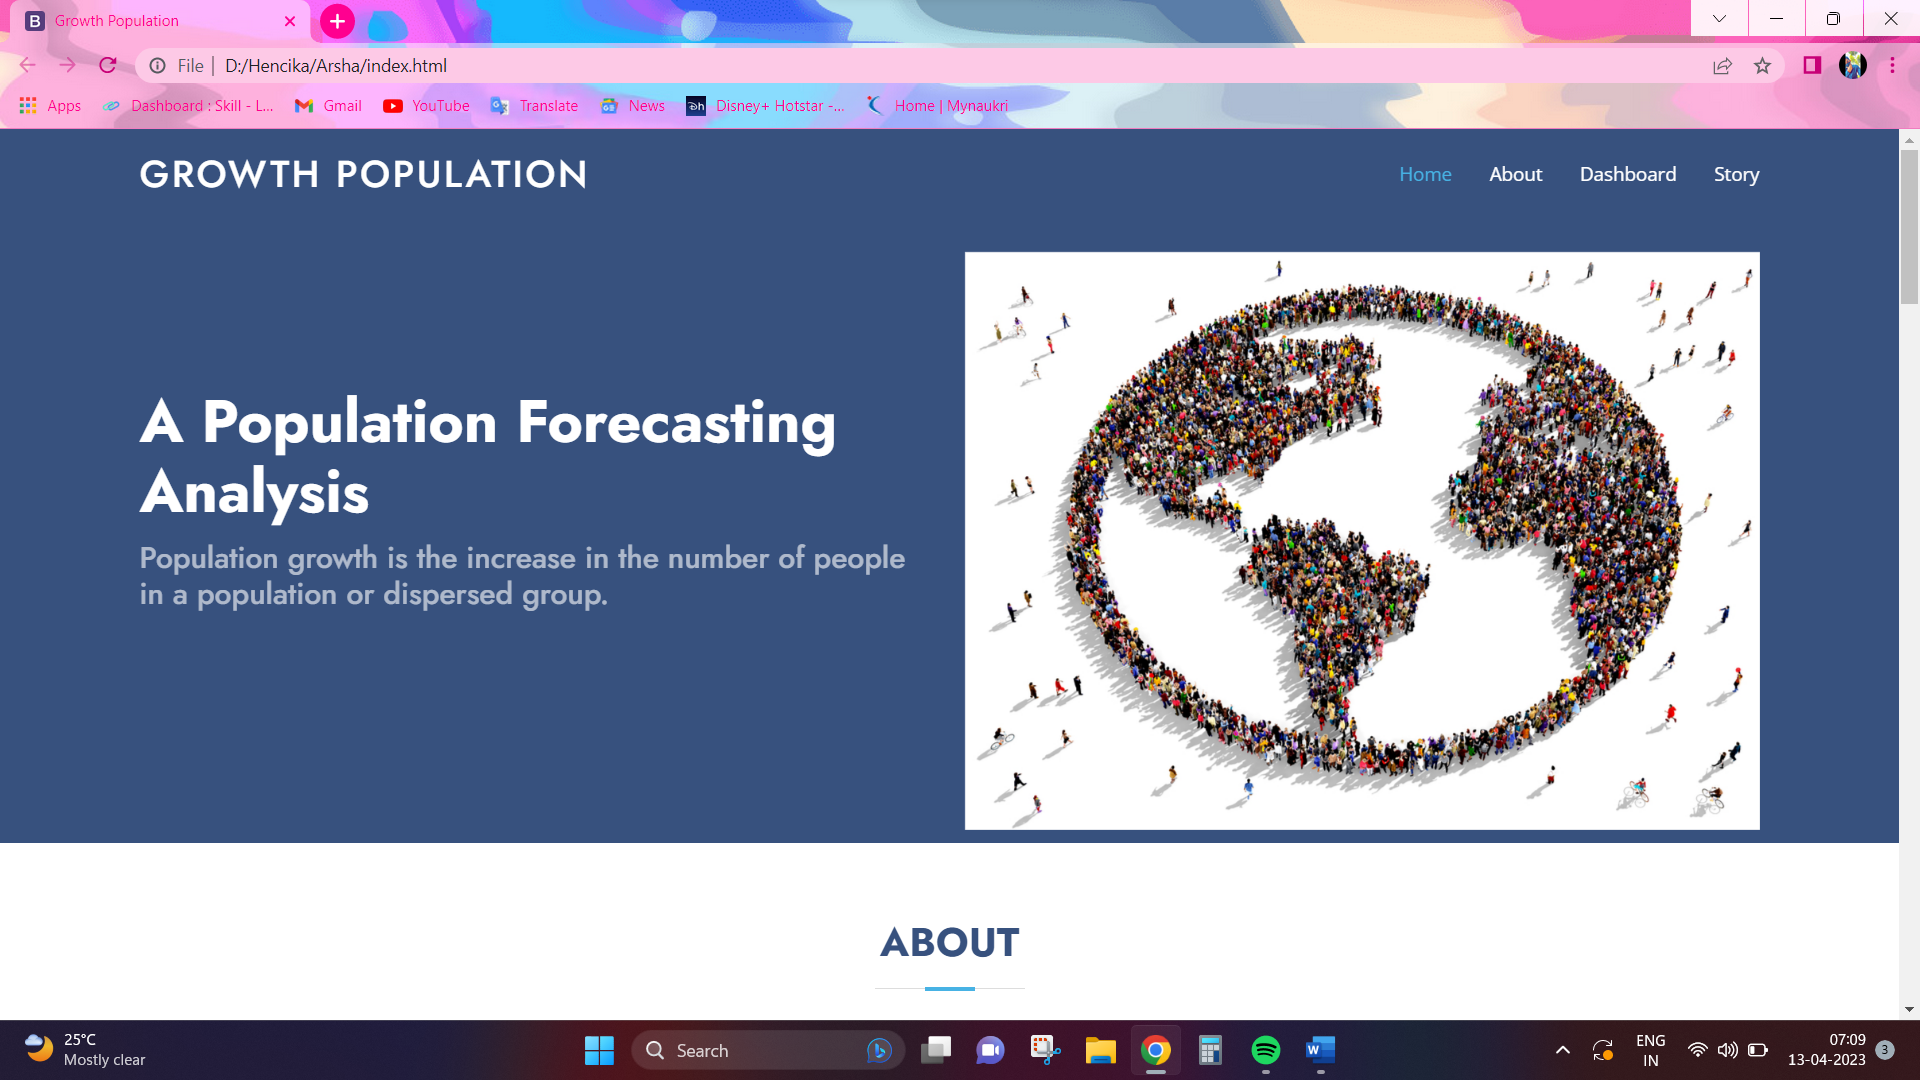 Growth Population
File | D:/Hencika/Arsha/index.html
Apps
Dashboard : Skill - L...
Gmail
YouTube
Translate
News
Disney+ Hotstar -...
Home | Mynaukri
GROWTH POPULATION
Home
About
Dashboard
Story
A Population Forecasting
Analysis
Population growth is the increase in the number of people
in a population or dispersed group.
ABOUT
25°C
Mostly clear
Search
ENG
IN
07:09
13-04-2023
3